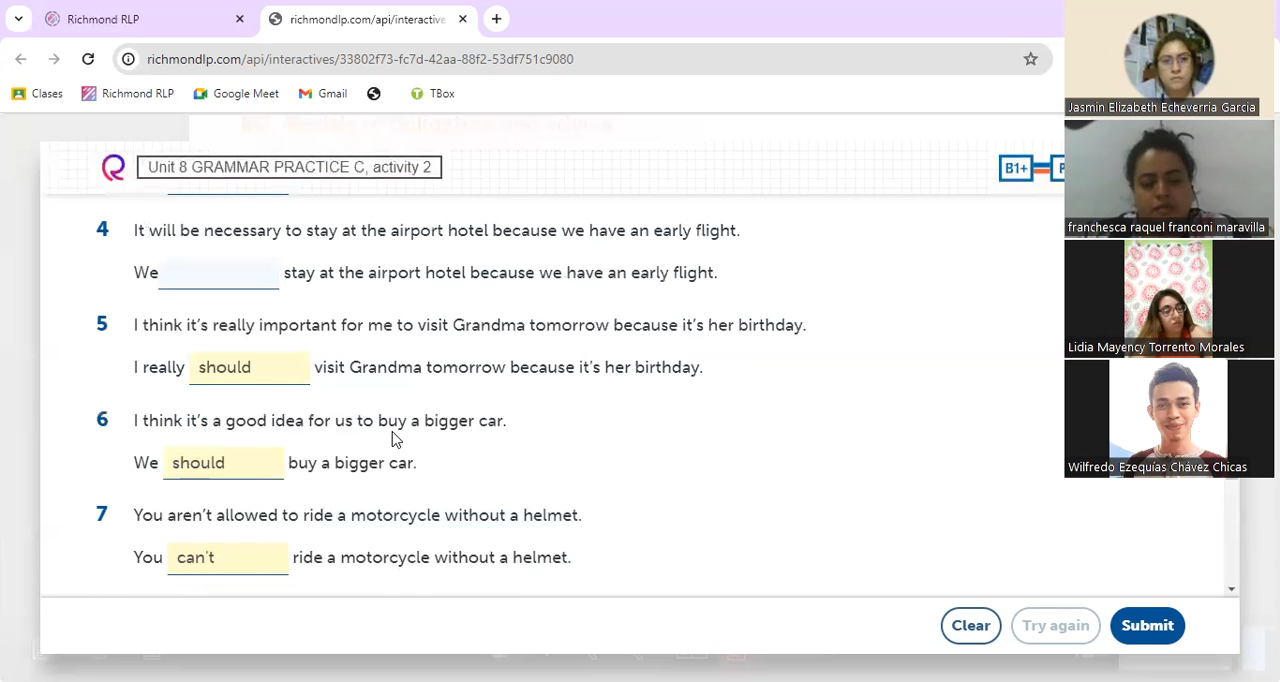 Richmond RLP
richmondlp.com/api/interactive
richmondlp.com/api/interactives/33802f73-fc7d-42aa-88f2-53df751c9080
Clases
Richmond RLP
Google Meet
Gmail
TBox
Unit 8 GRAMMAR PRACTICE C, activity 2
B1+
4 It will be necessary to stay at the airport hotel because we have an early flight.
We stay at the airport hotel because we have an early flight.
5 I think it's really important for me to visit Grandma tomorrow because it's her birthday.
I really should visit Grandma tomorrow because it's her birthday.
6 I think it's a good idea for us to buy a bigger car.
We should buy a bigger car.
7 You aren't allowed to ride a motorcycle without a helmet.
You can't ride a motorcycle without a helmet.
Clear
Try again
Submit
Jasmin Elizabeth Echeverria Garcia
franchesca raquel franconi maravilla
Lidia Mayency Torrento Morales
Wilfredo Ezequías Chávez Chicas